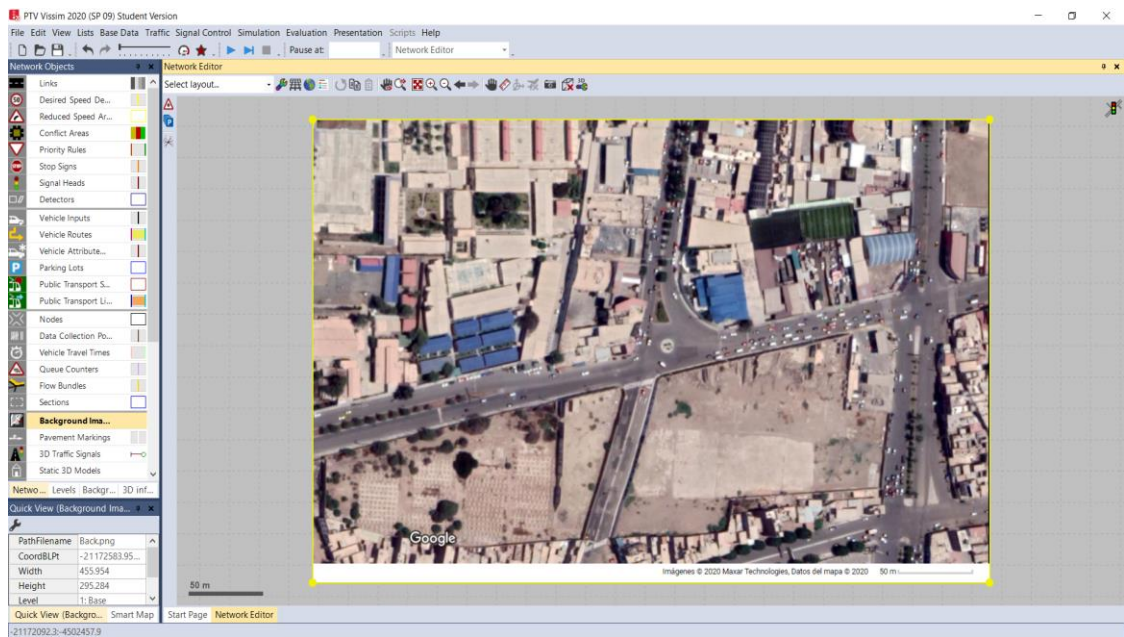 PTV Vissim 2020 (SP 09) Student Version
File Edit View Lists Base Data Traffic Signal Control Simulation Evaluation Presentation Scripts Help
Pause at: Network Editor
Network Objects
Network Editor
Select layout...
Links
Desired Speed De...
Reduced Speed Ar...
Conflict Areas
Priority Rules
Stop Signs
Signal Heads
Detectors
Vehicle Inputs
Vehicle Routes
Vehicle Attribute...
Parking Lots
Public Transport S...
Public Transport Li...
Nodes
Data Collection Po...
Vehicle Travel Times
Queue Counters
Flow Bundles
Sections
Background Ima...
Pavement Markings
3D Traffic Signals
Static 3D Models
Netwo... Levels Backgr... 3D inf...
Quick View (Background Ima...
PathFilename Back.png
CoordBLPt -21172583.95...
Width 455.954
Height 295.284
Level 1: Base
Quick View (Backgro... Smart Map
Google
Imágenes © 2020 Maxar Technologies, Datos del mapa © 2020 50 m
50 m
Start Page Network Editor
-21172092.3:-4502457.9